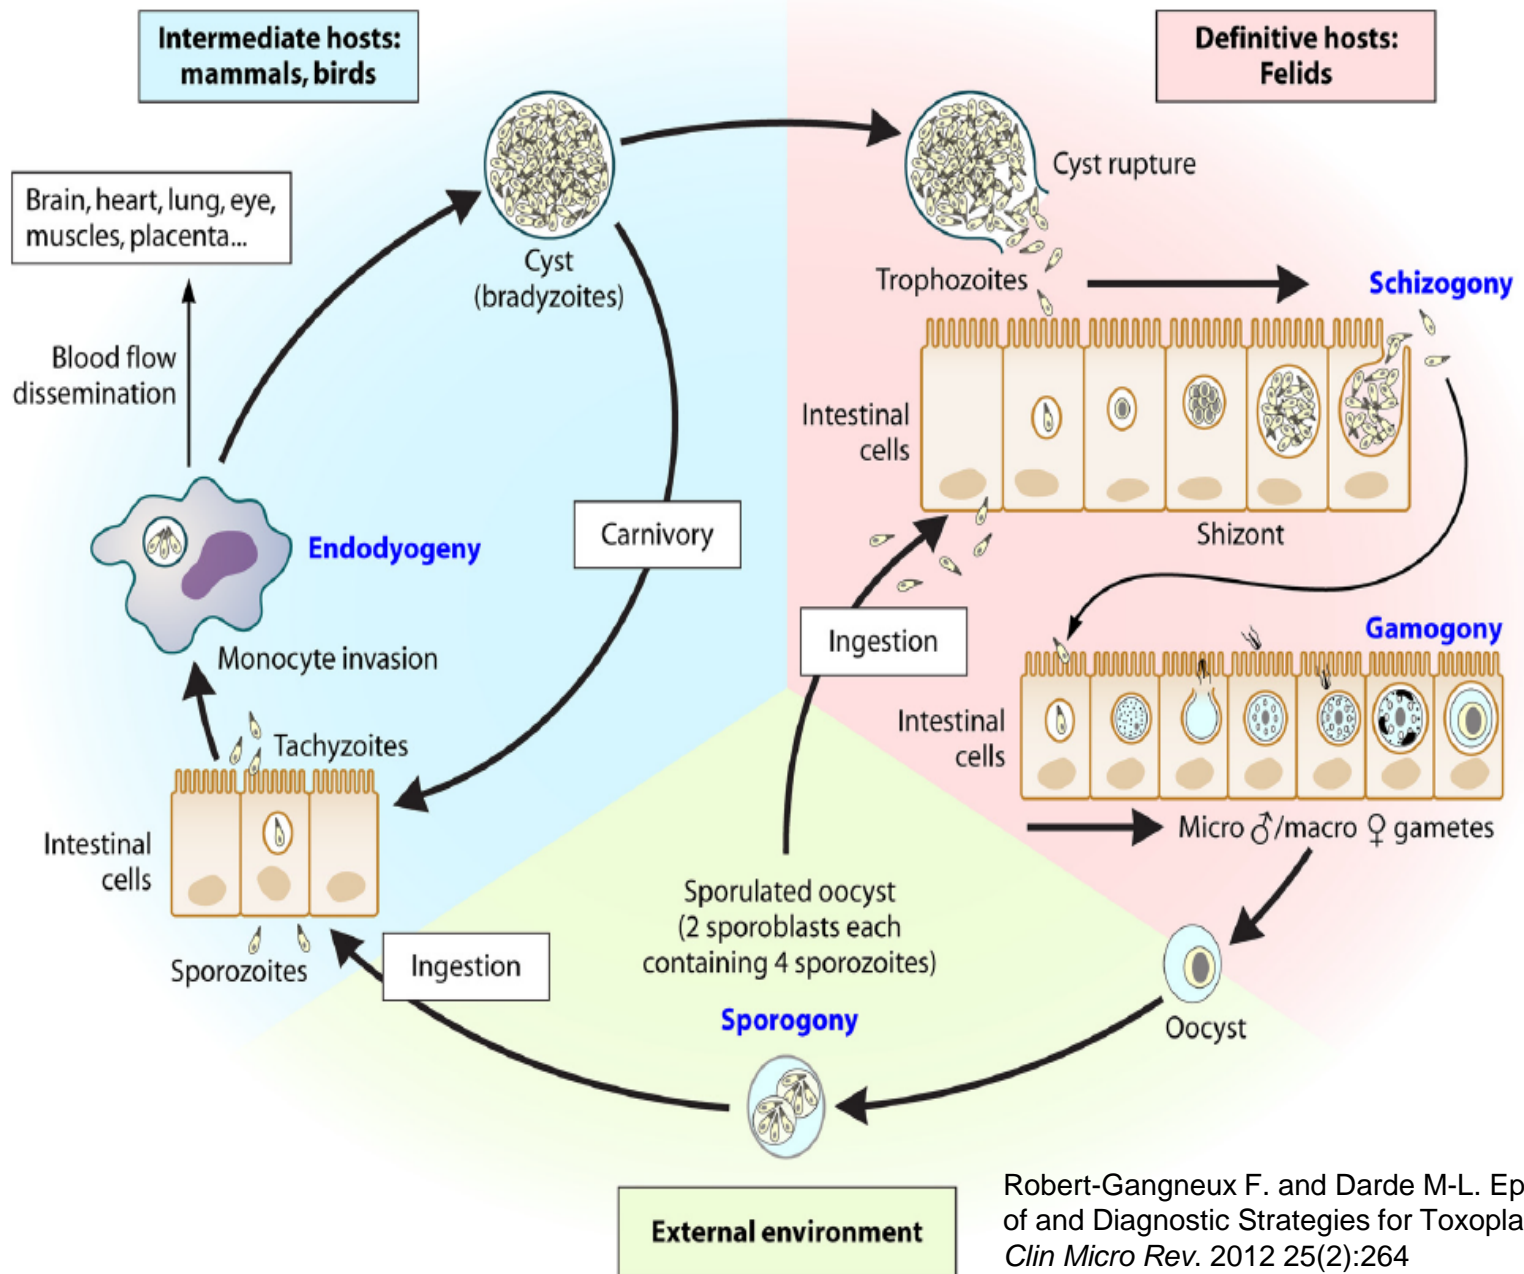 Intermediate hosts:
mammals, birds
Definitive hosts:
Felids
Brain, heart, lung, eye,
muscles, placenta...
Cyst
(bradyzoites)
Cyst rupture
Trophozoites
Schizogony
Blood flow
dissemination
Intestinal
cells
Carnivory
Endodyogeny
Shizont
Monocyte invasion
Ingestion
Gamogony
Tachyzoites
Intestinal
cells
Micro ♂/macro ♀ gametes
Intestinal
cells
Sporulated oocyst
(2 sporoblasts each
containing 4 sporozoites)
Sporozoites
Ingestion
Sporogony
Oocyst
External environment
Robert-Gangneux F. and Darde M-L. Ep
of and Diagnostic Strategies for Toxopla
Clin Micro Rev. 2012 25(2):264